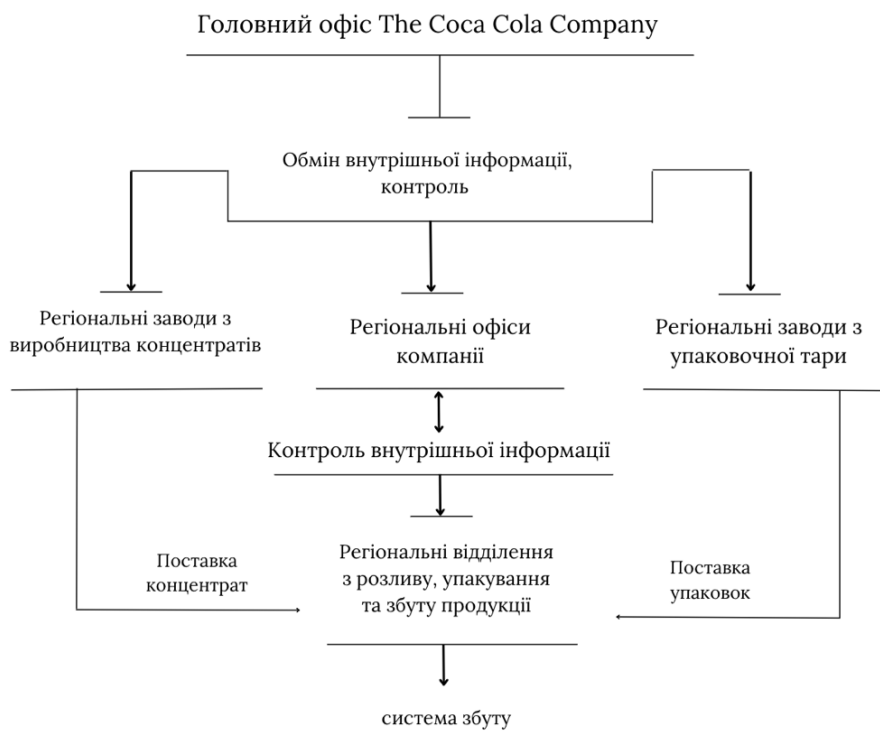 Головний офіс The Coca Cola Company
Обмін внутрішньої інформації,
контроль
Регіональні заводи з
виробництва концентратів
Регіональні офіси
компанії
Регіональні заводи з
упаковочної тари
Контроль внутрішньої інформації
Поставка
концентрат
Регіональні відділення
з розливу, упакування
та збуту продукції
Поставка
упаковок
система збуту